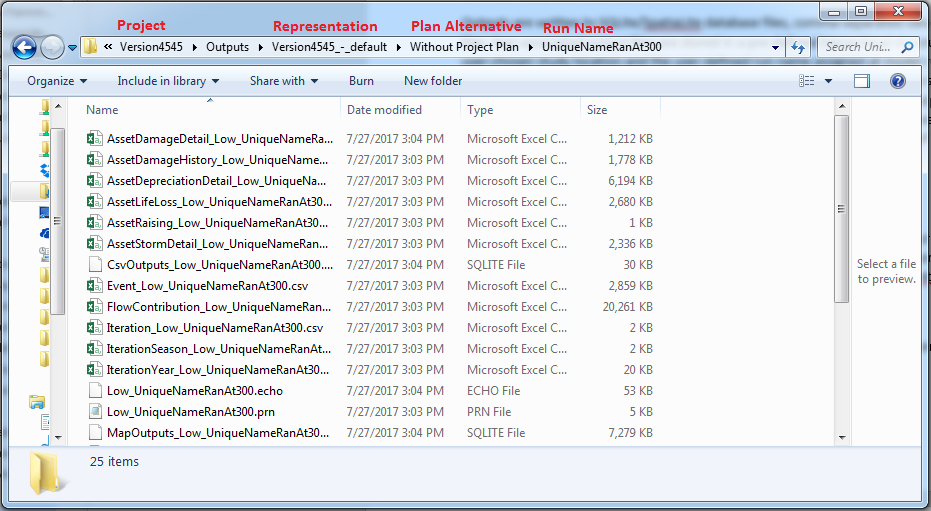 Project Representation Plan Alternative Run Name
« Version4545 Outputs Version4545_-_default Without Project Plan UniqueNameRanAt300 Search Uni...
Organize Include in library Share with Burn New folder
Name Date modified Type Size
AssetDamageDetail_Low_UniqueNameRa... 7/27/2017 3:04 PM Microsoft Excel C... 1,212 KB
AssetDamageHistory_Low_UniqueName... 7/27/2017 3:03 PM Microsoft Excel C... 1,778 KB
AssetDepreciationDetail_Low_UniqueNa... 7/27/2017 3:03 PM Microsoft Excel C... 6,194 KB
AssetLifeLoss_Low_UniqueNameRanAt30... 7/27/2017 3:03 PM Microsoft Excel C... 2,680 KB
AssetRaising_Low_UniqueNameRanAt30... 7/27/2017 3:03 PM Microsoft Excel C... 1 KB
AssetStormDetail_Low_UniqueNameRan... 7/27/2017 3:03 PM Microsoft Excel C... 2,336 KB
CsvOutputs_Low_UniqueNameRanAt300.... 7/27/2017 3:04 PM SQLITE File 30 KB
Event_Low_UniqueNameRanAt300.csv 7/27/2017 3:03 PM Microsoft Excel C... 2,859 KB
FlowContribution_Low_UniqueNameRan... 7/27/2017 3:03 PM Microsoft Excel C... 20,261 KB
Iteration_Low_UniqueNameRanAt300.csv 7/27/2017 3:03 PM Microsoft Excel C... 2 KB
IterationSeason_Low_UniqueNameRanAt... 7/27/2017 3:03 PM Microsoft Excel C... 2 KB
IterationYear_Low_UniqueNameRanAt30... 7/27/2017 3:03 PM Microsoft Excel C... 20 KB
Low_UniqueNameRanAt300.echo 7/27/2017 3:04 PM ECHO File 53 KB
Low_UniqueNameRanAt300.prn 7/27/2017 3:03 PM PRN File 5 KB
MapOutputs_Low_UniqueNameRanAt30... 7/27/2017 3:04 PM SQLITE File 7,279 KB
Select a file
to preview.
25 items